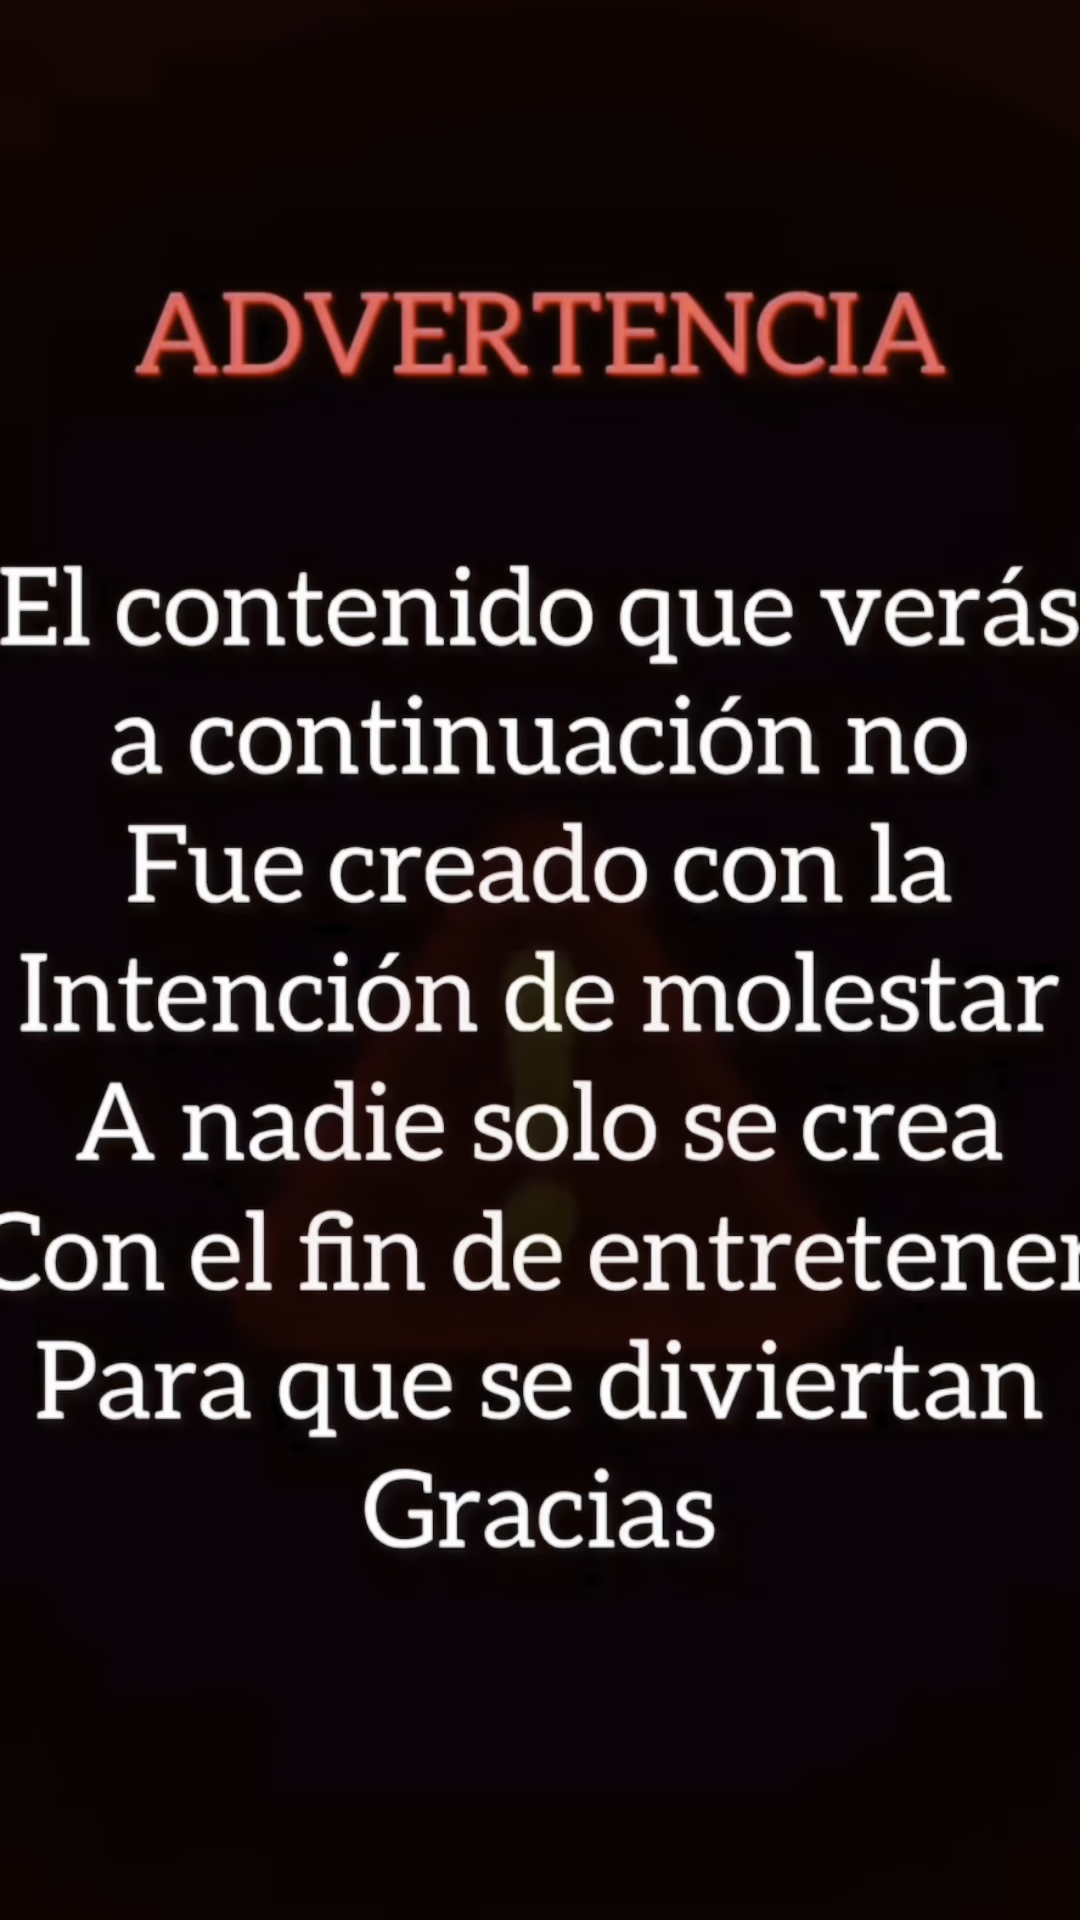 ADVERTENCIA
El contenido que verás
a continuación no
Fue creado con la
Intención de molestar
A nadie solo se crea
Con el fin de entretener
Para que se diviertan
Gracias